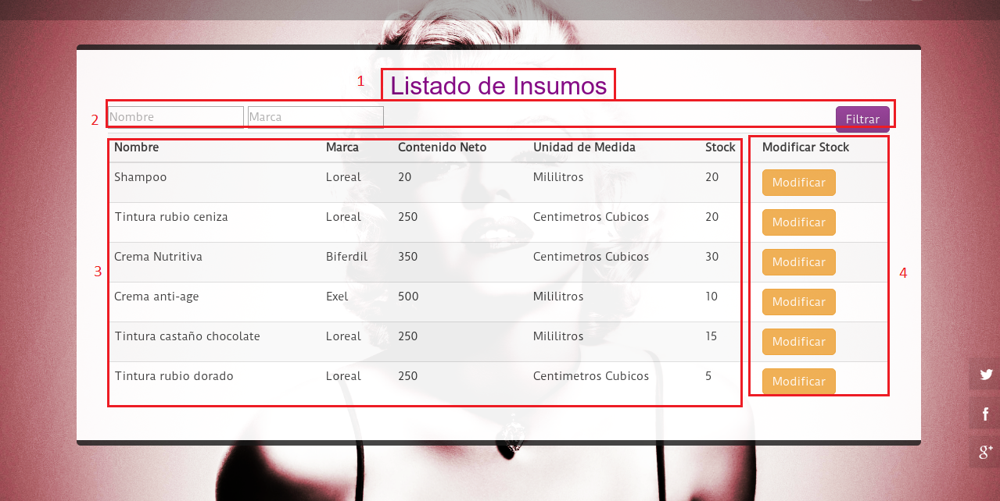 1 Listado de Insumos
2 Nombre Marca Filtrar
Nombre Marca Contenido Neto Unidad de Medida Stock Modificar Stock
Shampoo Loreal 20 Mililitros 20 Modificar
Tintura rubio ceniza Loreal 250 Centimetros Cubicos 20 Modificar
Crema Nutritiva Biferdil 350 Centimetros Cubicos 30 Modificar
3 4
Crema anti-age Exel 500 Mililitros 10 Modificar
Tintura castaño chocolate Loreal 250 Mililitros 15 Modificar
Tintura rubio dorado Loreal 250 Centimetros Cubicos 5 Modificar